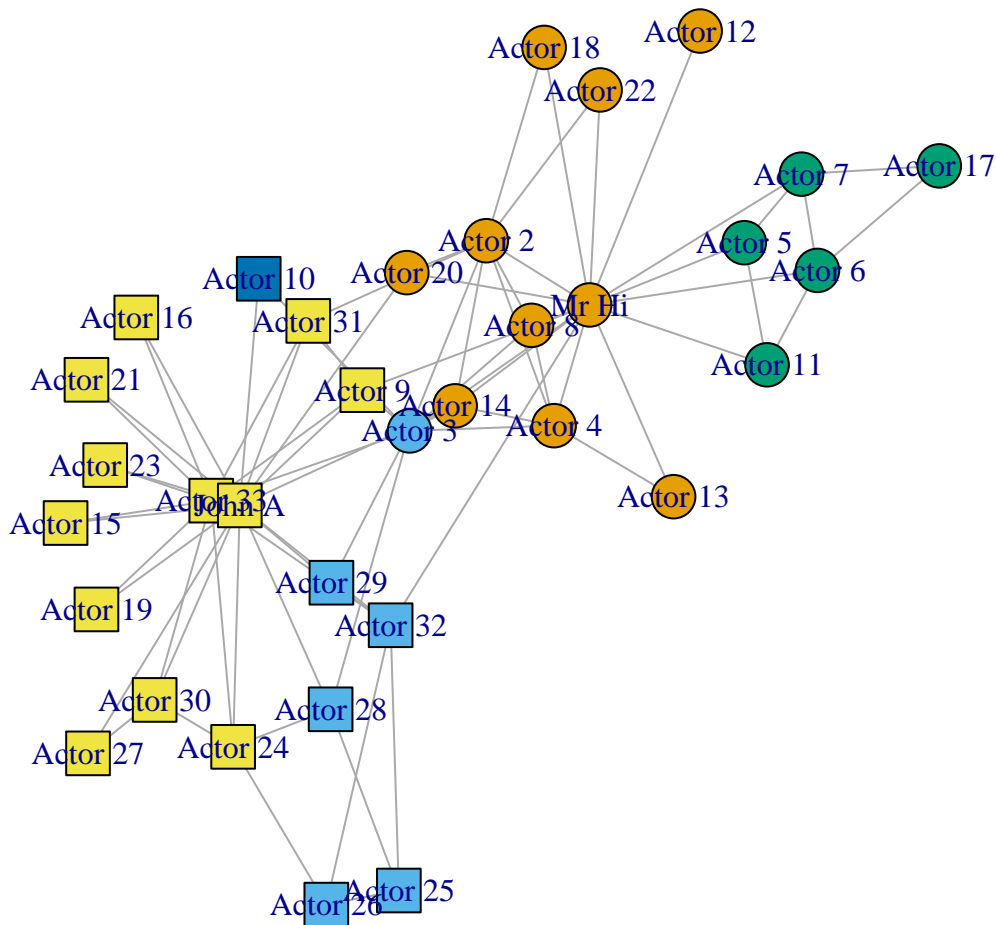 Actor 12
Actor 18
Actor 22
Actor 17
Actor 7
Actor 2
Actor 5
Actor 20
Actor 6
Actor 10
Mr Hi
Actor 16
Actor 31
Actor 8
Actor 11
Actor 21
Actor 9
Actor 14
Actor 4
Actor 3
Actor 23
Actor 13
Actor 33
John A
Actor 15
Actor 29
Actor 19
Actor 32
Actor 30
Actor 28
Actor 24
Actor 27
Actor 25
Actor 26